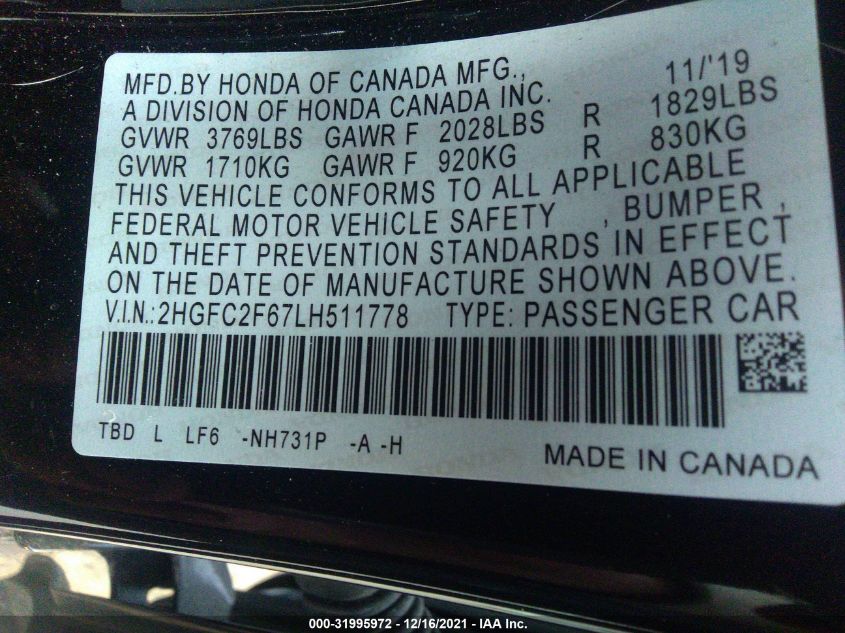 MFD.BY HONDA OF CANADA MFG., 11/'19
A DIVISION OF HONDA CANADA INC.
GVWR 3769LBS GAWR F 2028LBS R 1829LBS
GVWR 1710KG GAWR F 920KG R 830KG
THIS VEHICLE CONFORMS TO ALL APPLICABLE
FEDERAL MOTOR VEHICLE SAFETY , BUMPER ,
AND THEFT PREVENTION STANDARDS IN EFFECT
ON THE DATE OF MANUFACTURE SHOWN ABOVE.
V.I.N.:2HGFC2F67LH511778 TYPE: PASSENGER CAR
TBD L LF6 -NH731P -A -H
MADE IN CANADA
000-31995972 - 12/16/2021 - IAA Inc.